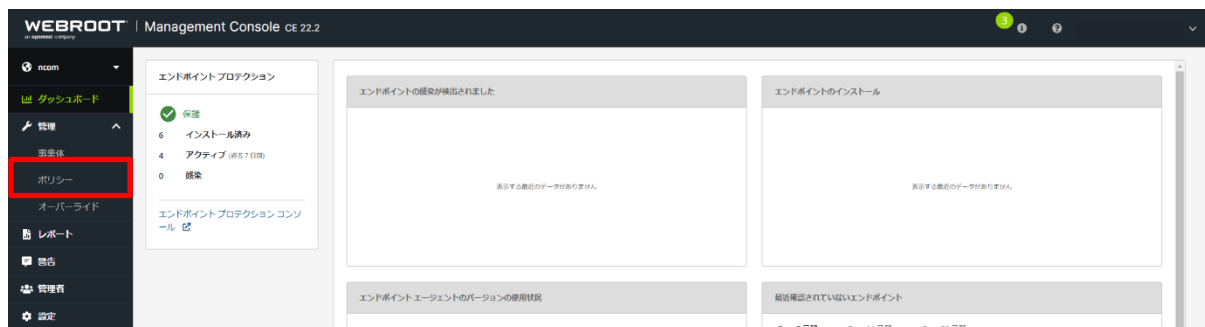 WEBROOT
an opentext company
Management Console CE 22.2
3
ncom
ダッシュボード
管理
事業体
ポリシー
オーバーライド
レポート
警告
管理者
設定
エンドポイント プロテクション
保護
6 インストール済み
4 アクティブ (過去 7 日間)
0 感染
エンドポイント プロテクション コンソ
ール
エンドポイントの感染が検出されました
表示する最近のデータがありません
エンドポイントのインストール
表示する最近のデータがありません
エンドポイント エージェントのバージョンの使用状況
最近確認されていないエンドポイント